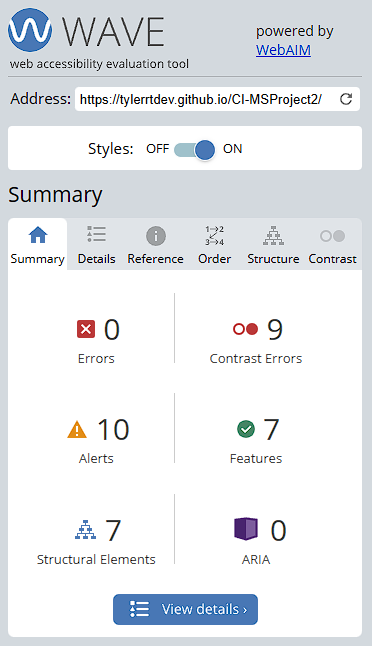 WAVE
powered by
WebAIM
web accessibility evaluation tool
Address: https://tylerrtdev.github.io/CI-MSProject2/
Styles: OFF ON
Summary
Summary Details Reference Order Structure Contrast
1→2
3→4
0
Errors
9
Contrast Errors
10
Alerts
7
Features
7
Structural Elements
0
ARIA
View details ›